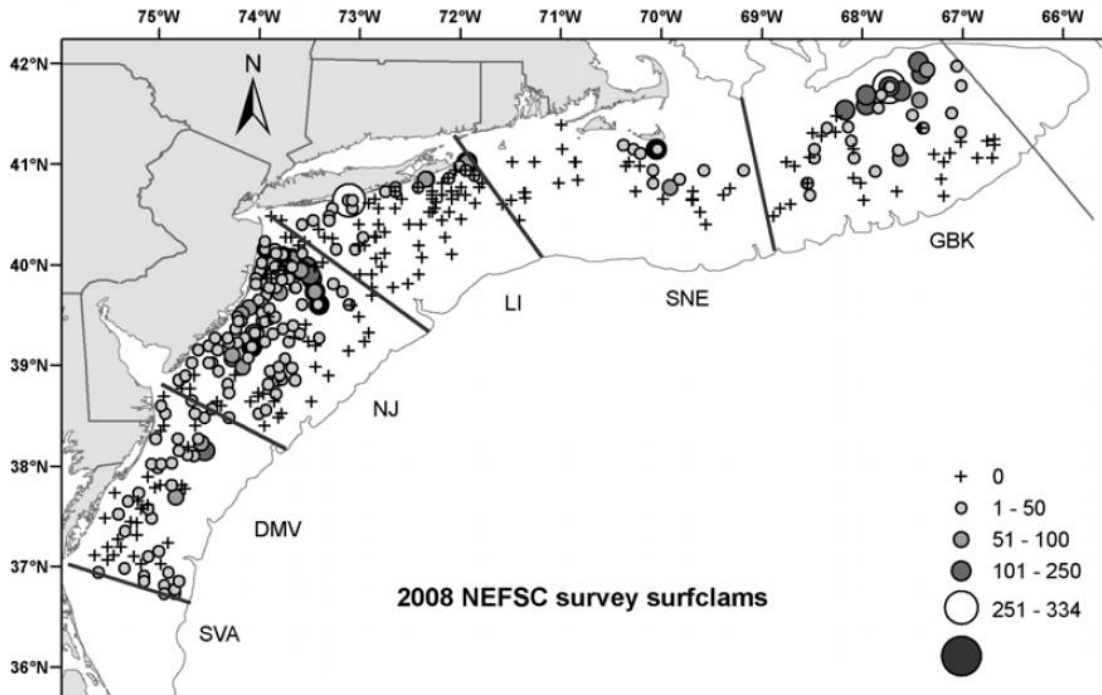 75°W 74°W 73°W 72°W 71°W 70°W 69°W 68°W 67°W 66°W
42°N
N
41°N
GBK
40°N
SNE
LI
39°N
NJ
38°N
0
1 - 50
DMV
51 - 100
37°N
101 - 250
2008 NEFSC survey surfclams
251 - 334
SVA
36°N